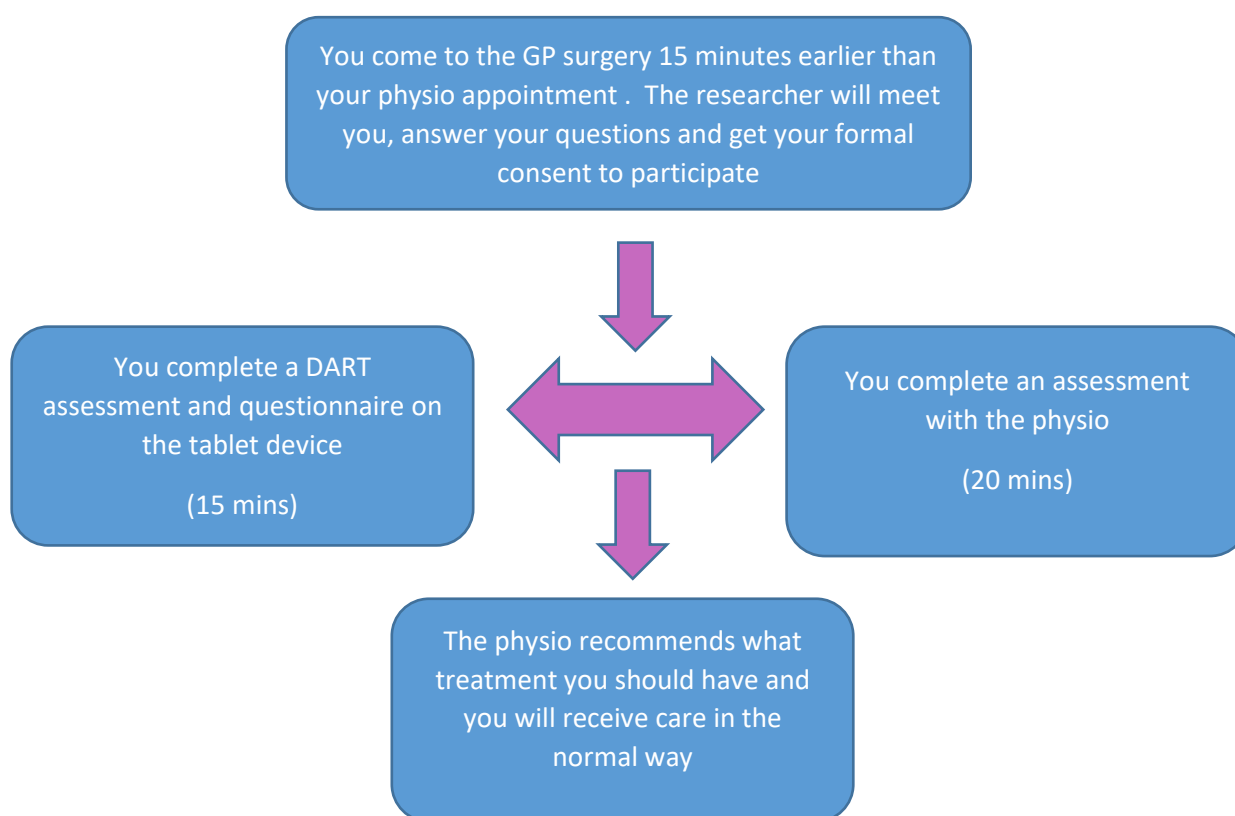 You come to the GP surgery 15 minutes earlier than
your physio appointment .  The researcher will meet
you, answer your questions and get your formal
consent to participate
You complete a DART
assessment and questionnaire on
the tablet device
(15 mins)
You complete an assessment
with the physio
(20 mins)
The physio recommends what
treatment you should have and
you will receive care in the
normal way